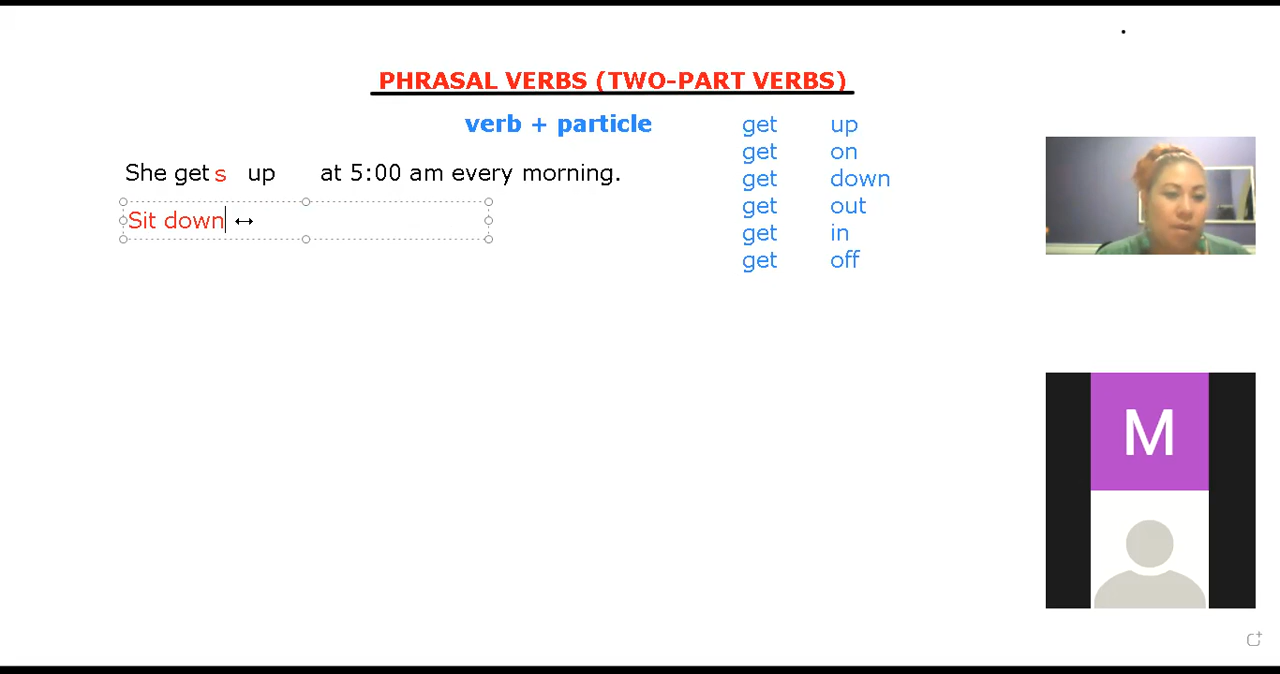 PHRASAL VERBS (TWO-PART VERBS)
verb + particle
She gets up at 5:00 am every morning.
Sit down
get up
get on
get down
get out
get in
get off
M